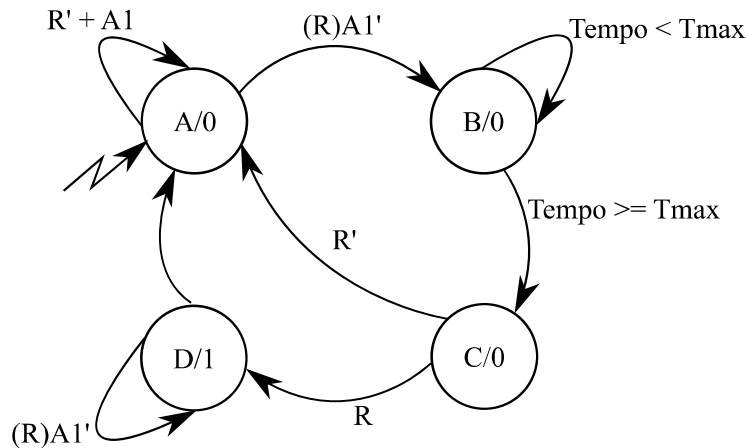 R' + A1
(R)A1'
Tempo < Tmax
A/0
B/0
Tempo >= Tmax
R'
D/1
C/0
R
(R)A1'